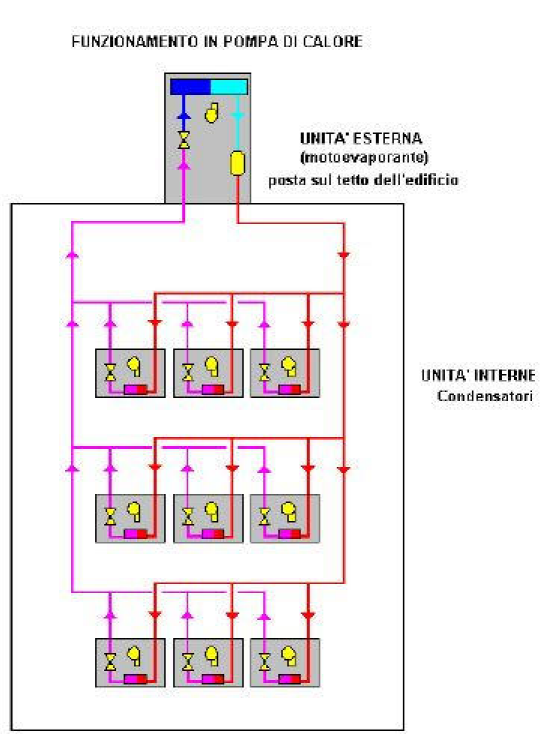 FUNZIONAMENTO IN POMPA DI CALORE
UNITA' ESTERNA
(motoevaporante)
posta sul tetto dell'edificio
UNITA' INTERNE
Condensatori